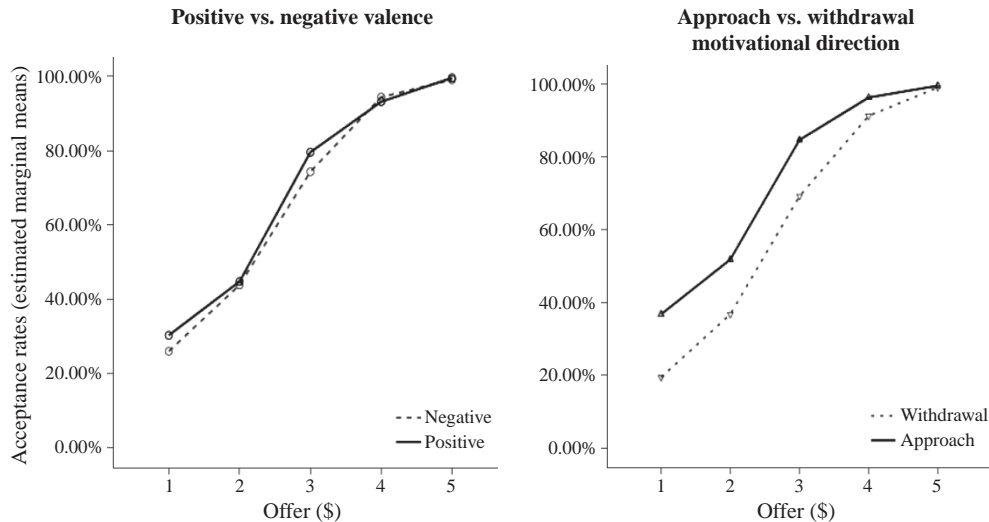 Positive vs. negative valence
Acceptance rates (estimated marginal means)
100.00%
80.00%
60.00%
40.00%
20.00%
0.00%
Negative
Positive
1 2 3 4 5
Offer ($)
Approach vs. withdrawal
motivational direction
100.00%
80.00%
60.00%
40.00%
20.00%
0.00%
Withdrawal
Approach
1 2 3 4 5
Offer ($)